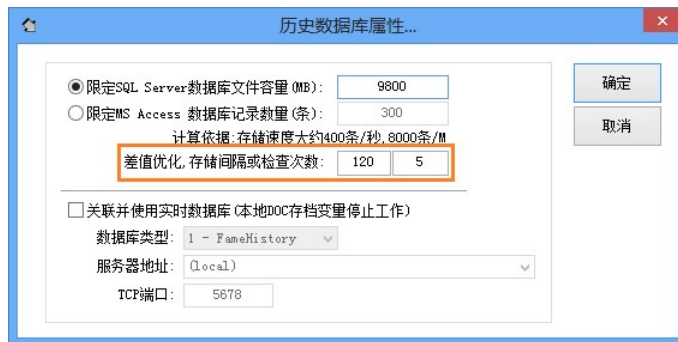 历史数据库属性...
限定SQL Server数据库文件容量(MB): 9800
限定MS Access 数据库记录数量(条): 300
计算依据:存储速度大约400条/秒,8000条/M
差值优化,存储间隔或检查次数: 120 5
关联并使用实时数据库(本地DOC存档变量停止工作)
数据库类型: 1 - FameHistory
服务器地址: (local)
TCP端口: 5678
确定
取消